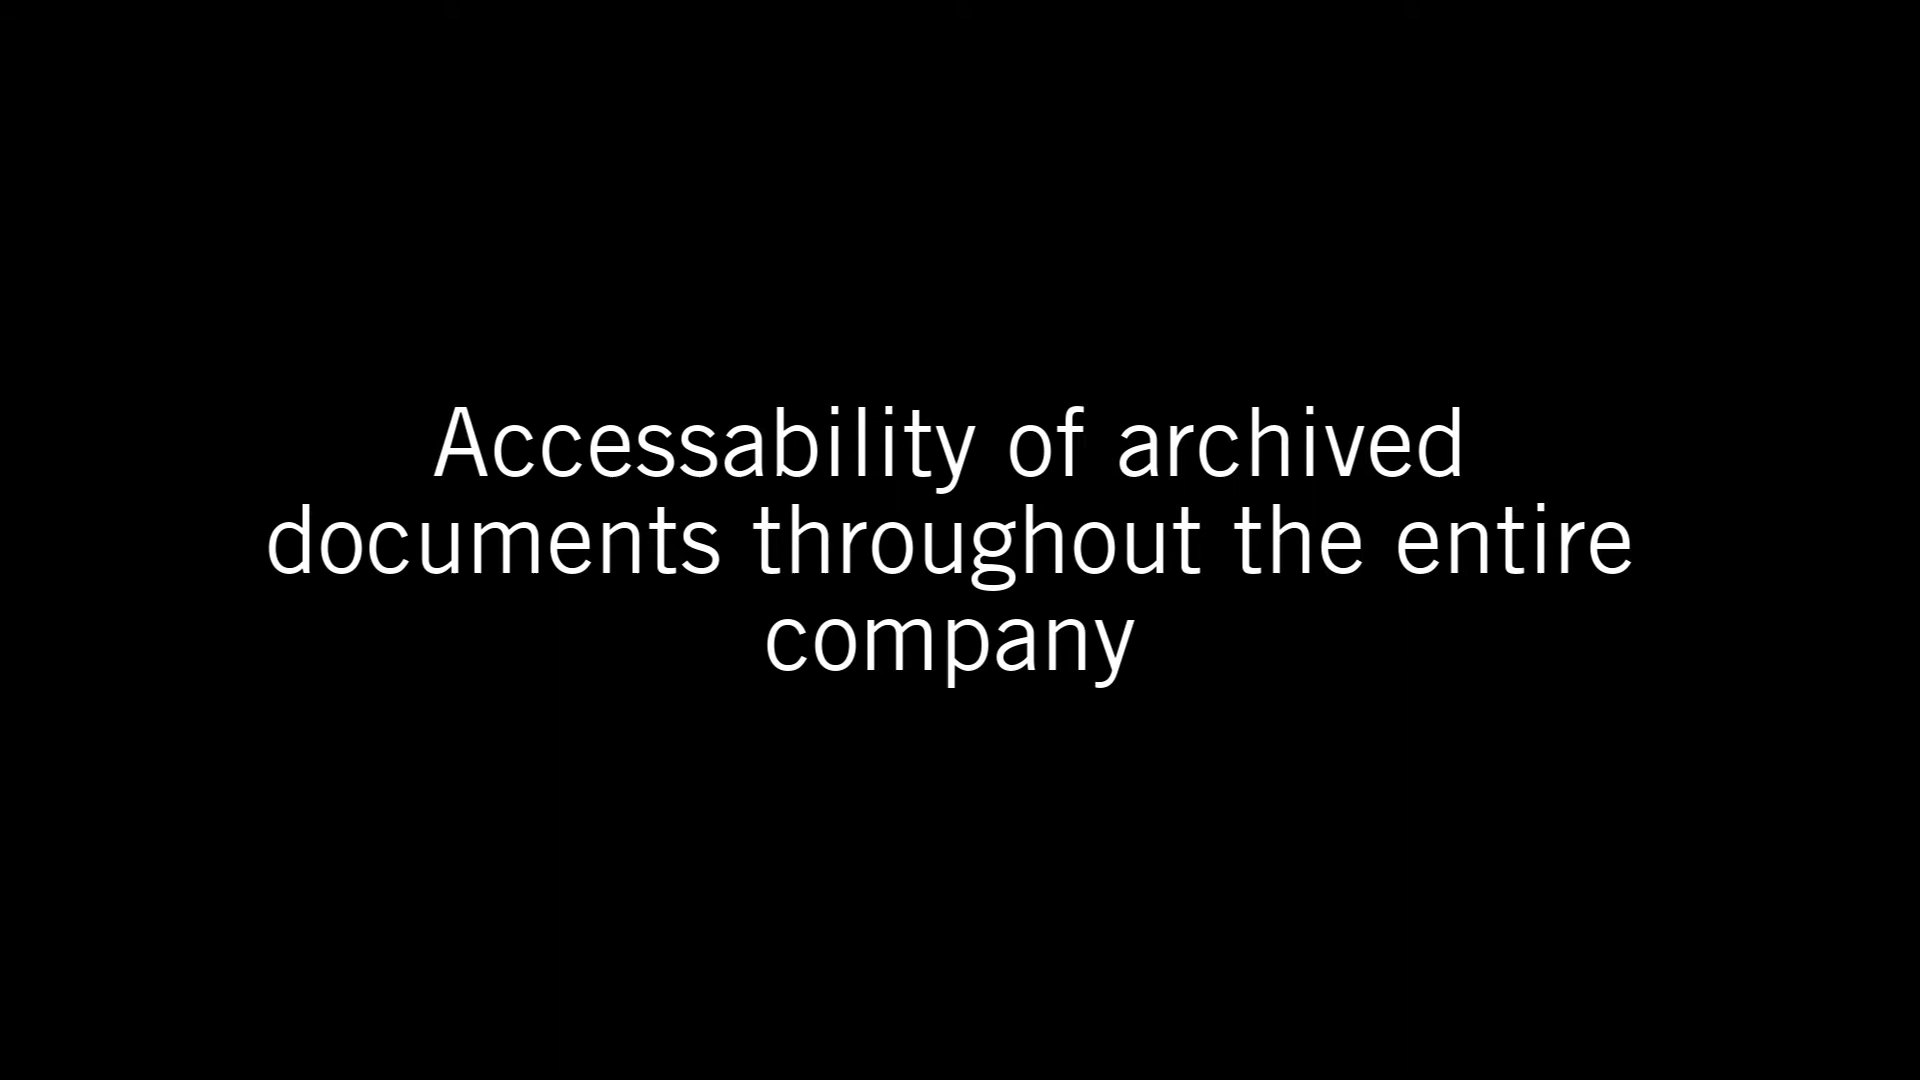 Accessability of archived
documents throughout the entire
company